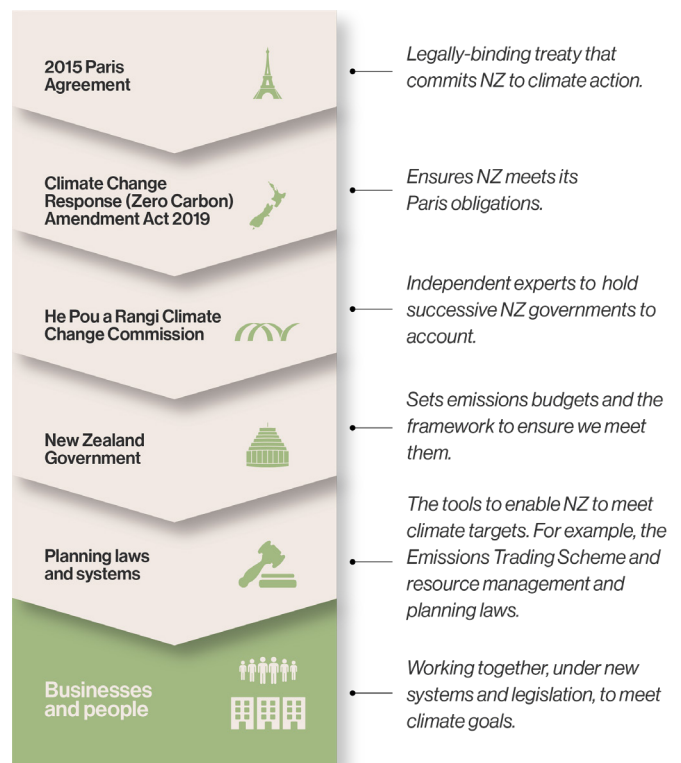 2015 Paris
Agreement
Legally-binding treaty that
commits NZ to climate action.
Climate Change
Response (Zero Carbon)
Amendment Act 2019
Ensures NZ meets its
Paris obligations.
He Pou a Rangi Climate
Change Commission
Independent experts to hold
successive NZ governments to
account.
New Zealand
Government
Sets emissions budgets and the
framework to ensure we meet
them.
Planning laws
and systems
The tools to enable NZ to meet
climate targets. For example, the
Emissions Trading Scheme and
resource management and
planning laws.
Businesses
and people
Working together, under new
systems and legislation, to meet
climate goals.